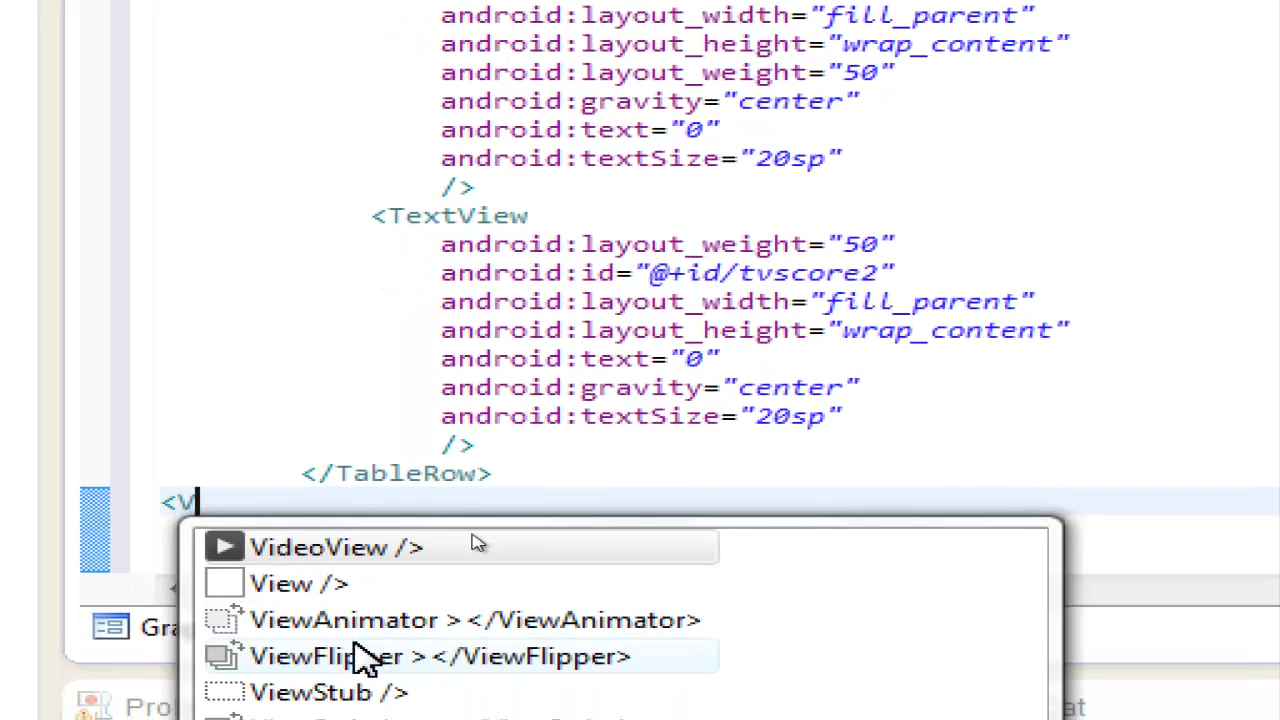 android:layout_width="fill_parent"
android:layout_height="wrap_content"
android:layout_weight="50"
android:gravity="center"
android:text="0"
android:textSize="20sp"
/>
<TextView
android:layout_weight="50"
android:id="@+id/tvscore2"
android:layout_width="fill_parent"
android:layout_height="wrap_content"
android:text="0"
android:gravity="center"
android:textSize="20sp"
/>
</TableRow>
<V
VideoView />
View />
ViewAnimator > </ViewAnimator>
ViewFlipper > </ViewFlipper>
ViewStub />